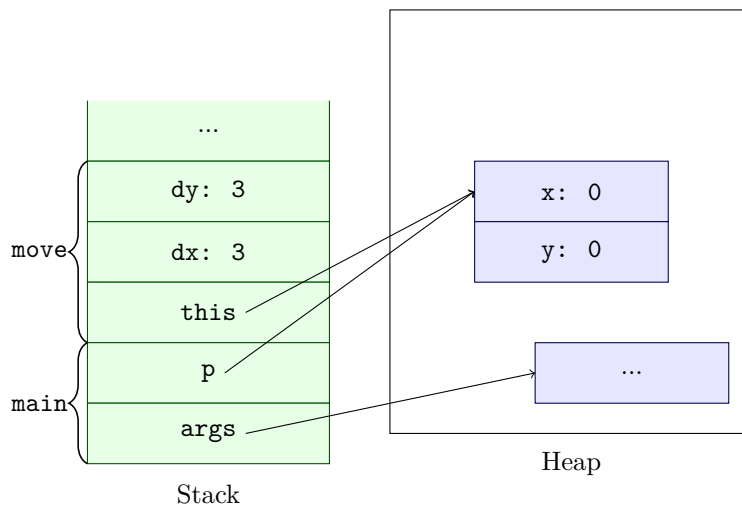 ...
dy: 3
dx: 3
move
this
p
main
args
Stack
x: 0
y: 0
...
Heap